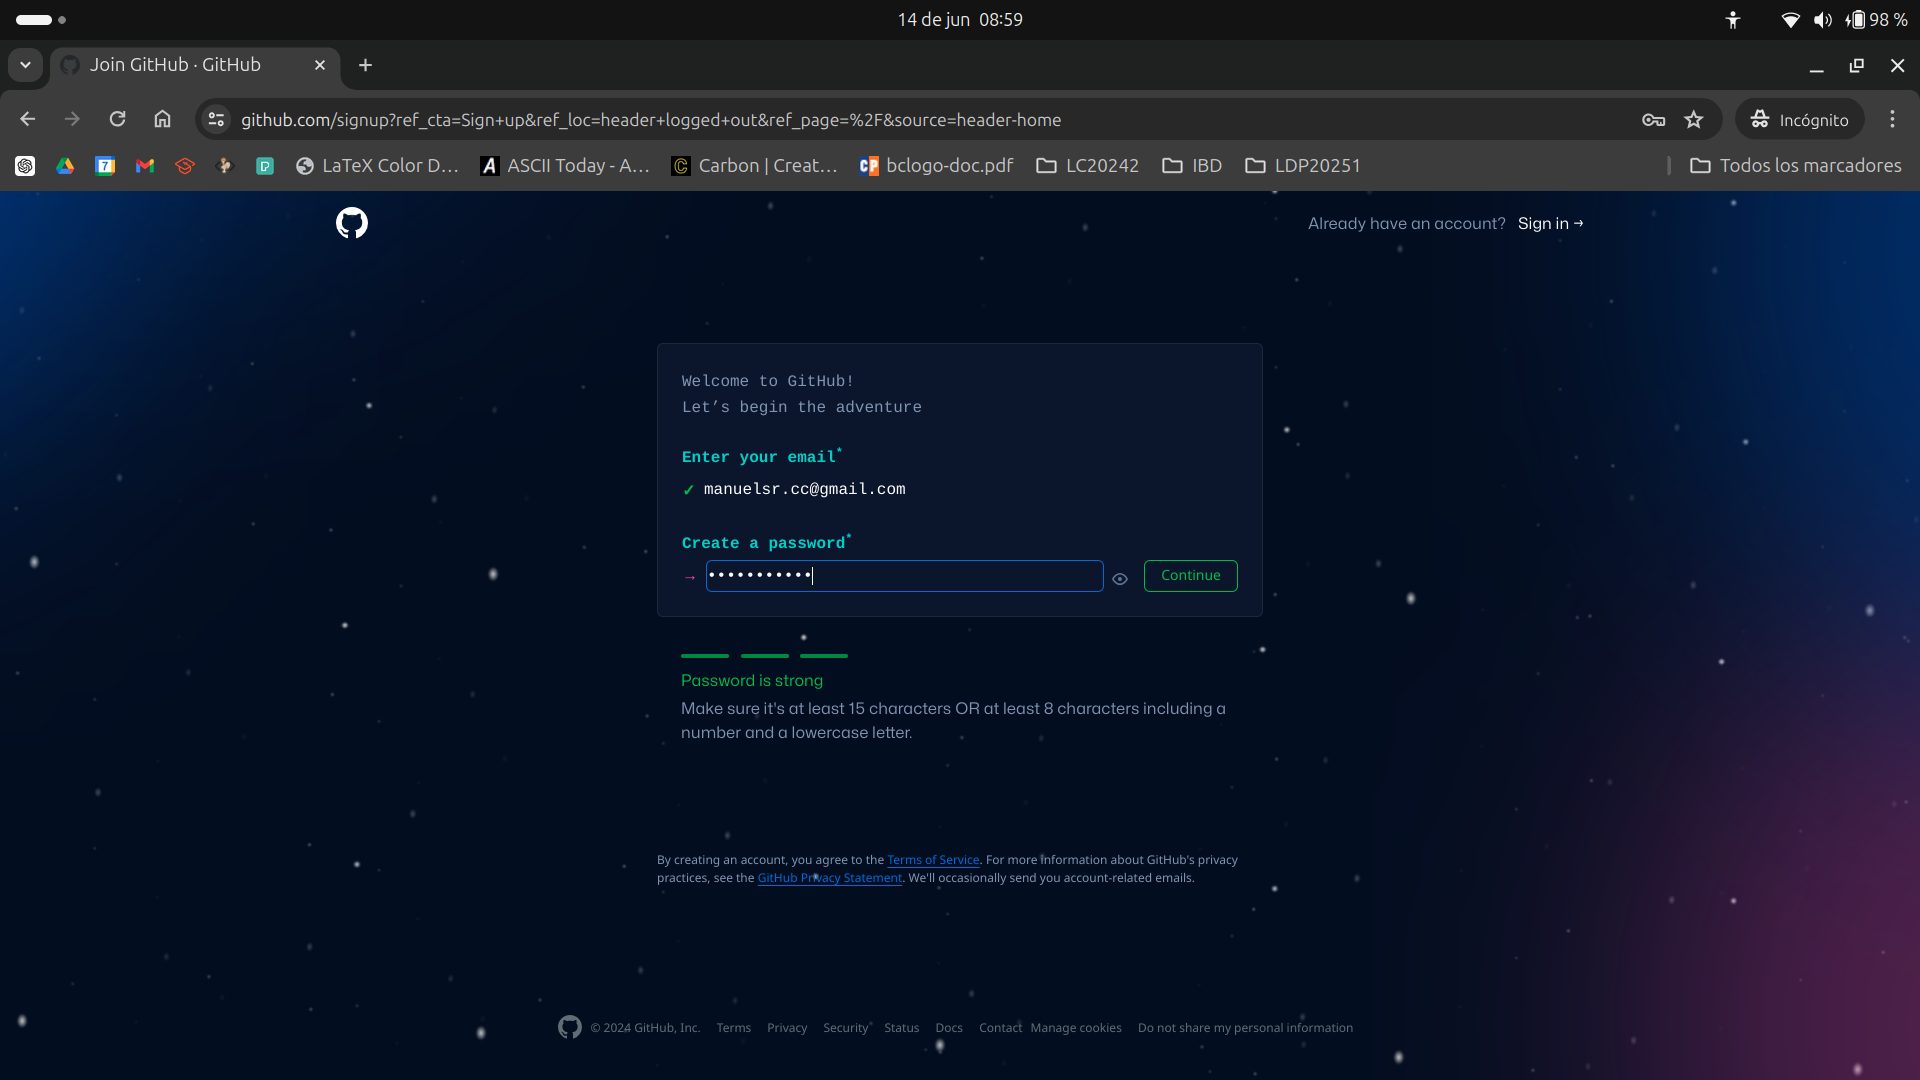 14 de jun 08:59
98 %
Join GitHub · GitHub
github.com/signup?ref_cta=Sign+up&ref_loc=header+logged+out&ref_page=%2F&source=header-home
Incógnito
LaTeX Color D... ASCII Today - A... Carbon | Creat... bclogo-doc.pdf LC20242 IBD LDP20251 Todos los marcadores
Already have an account? Sign in →
Welcome to GitHub!
Let’s begin the adventure
Enter your email*
✓ manuelsr.cc@gmail.com
Create a password*
→ ••••••••••• Continue
Password is strong
Make sure it's at least 15 characters OR at least 8 characters including a
number and a lowercase letter.
By creating an account, you agree to the Terms of Service. For more information about GitHub's privacy
practices, see the GitHub Privacy Statement. We'll occasionally send you account-related emails.
© 2024 GitHub, Inc. Terms Privacy Security Status Docs Contact Manage cookies Do not share my personal information